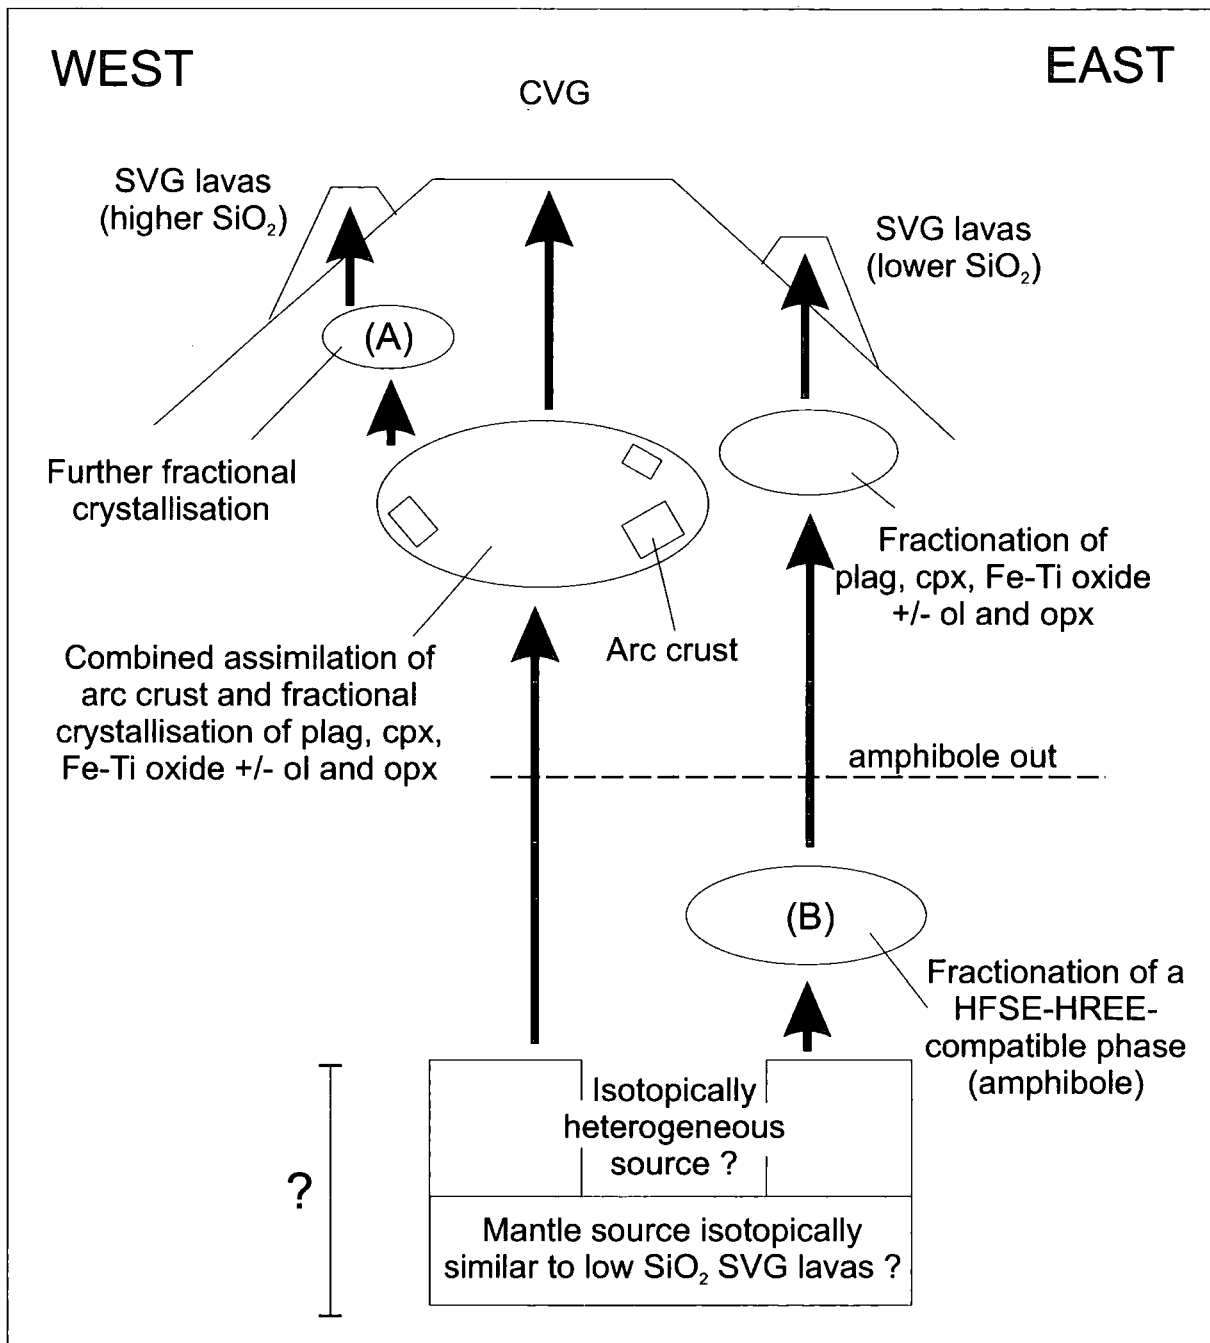 WEST
EAST
CVG
SVG lavas
(higher SiO₂)
SVG lavas
(lower SiO₂)
(A)
Further fractional
crystallisation
Fractionation of
plag, cpx, Fe-Ti oxide
+/- ol and opx
Arc crust
Combined assimilation of
arc crust and fractional
crystallisation of plag, cpx,
Fe-Ti oxide +/- ol and opx
amphibole out
(B)
Fractionation of a
HFSE-HREE-
compatible phase
(amphibole)
Isotopically
heterogeneous
source ?
?
Mantle source isotopically
similar to low SiO₂ SVG lavas ?